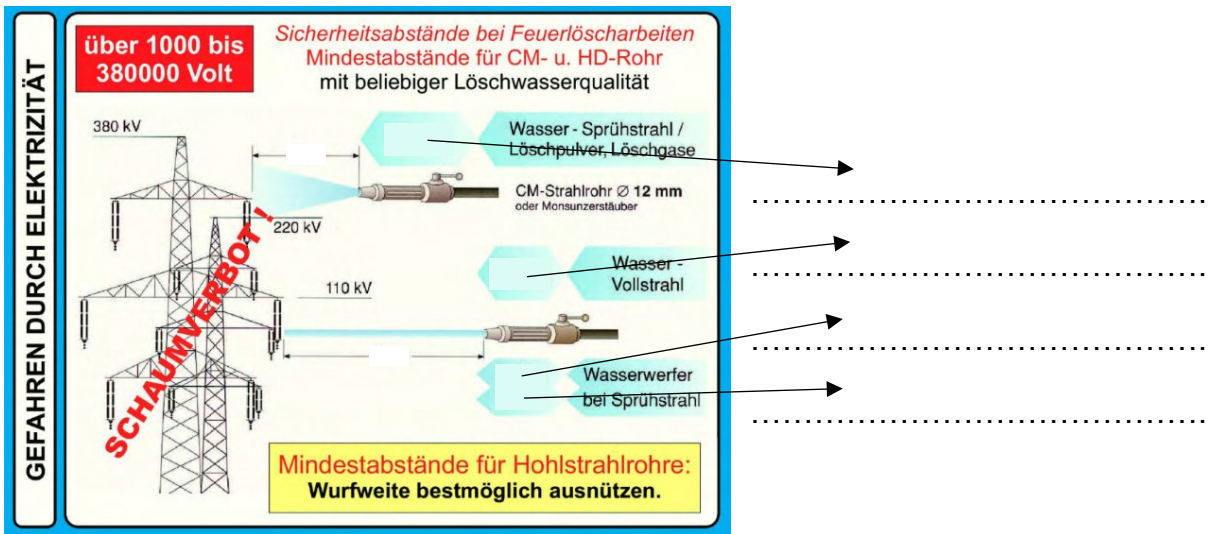 GEFAHREN DURCH ELEKTRIZITÄT
über 1000 bis
380000 Volt
Sicherheitsabstände bei Feuerlöscharbeiten
Mindestabstände für CM- u. HD-Rohr
mit beliebiger Löschwasserqualität
380 kV
Wasser - Sprühstrahl /
Löschpulver, Löschgase
CM-Strahlrohr Ø 12 mm
oder Monsunzerstäuber
220 kV
SCHAUMVERBOT !
Wasser -
Vollstrahl
110 kV
Wasserwerfer
bei Sprühstrahl
Mindestabstände für Hohlstrahlrohre:
Wurfweite bestmöglich ausnützen.